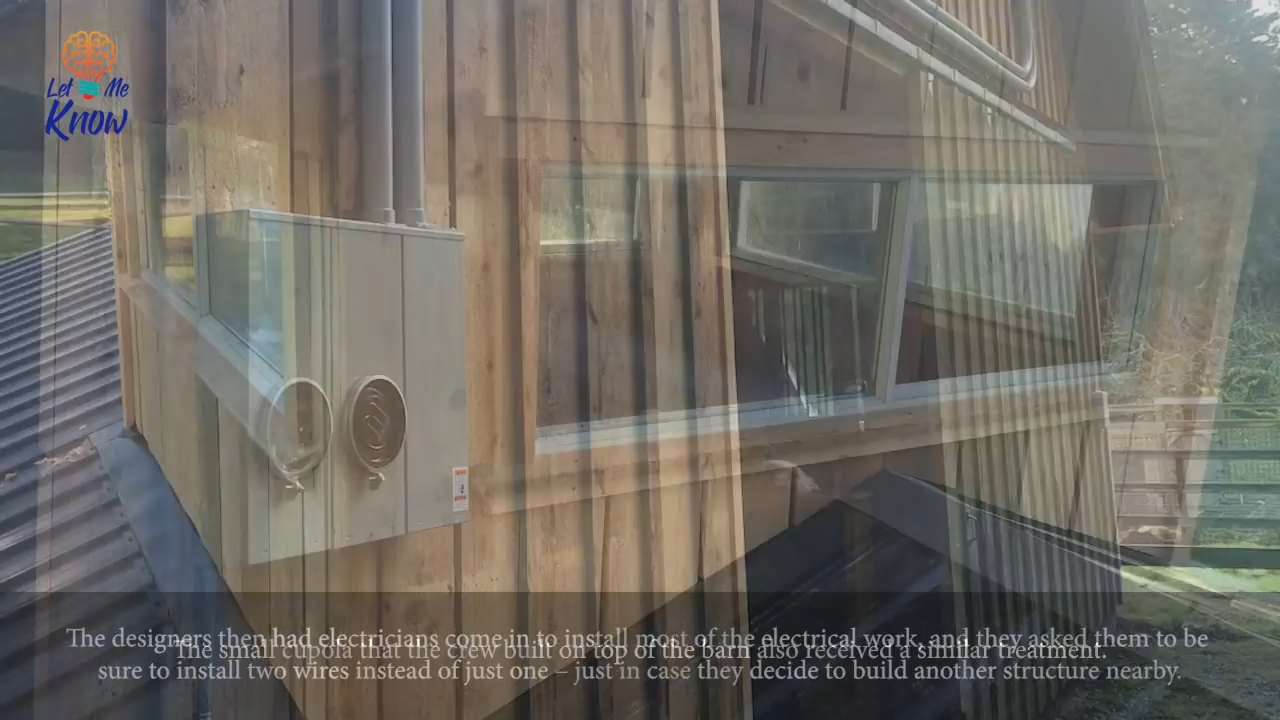 Let Me
Know
The designers then had electricians come in to install most of the electrical work, and they asked them to be
The small cupola that the crew built on top of the barn also received a similar treatment.
sure to install two wires instead of just one – just in case they decide to build another structure nearby.